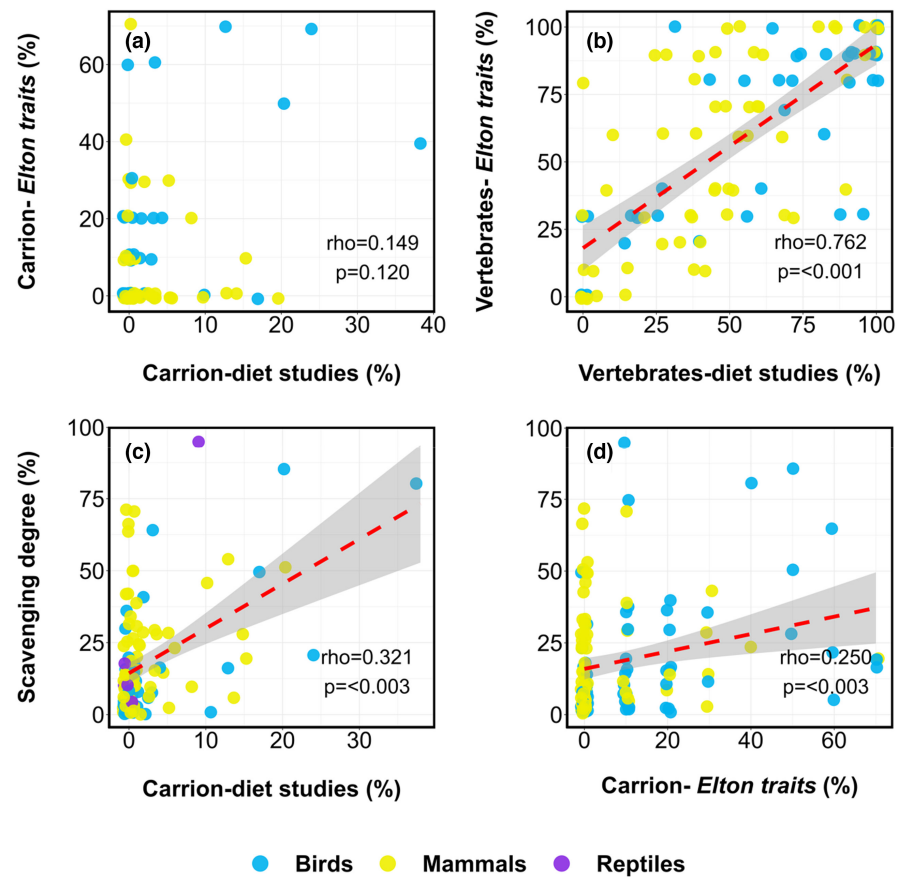 (a)
Carrion- Elton traits (%)
60
40
20
0
rho=0.149
p=0.120
0 10 20 30 40
Carrion-diet studies (%)
(b)
Vertebrates- Elton traits (%)
100
75
50
25
0
rho=0.762
p=<0.001
0 25 50 75 100
Vertebrates-diet studies (%)
(c)
Scavenging degree (%)
100
75
50
25
0
rho=0.321
p=<0.003
0 10 20 30
Carrion-diet studies (%)
(d)
100
75
50
25
0
rho=0.250
p=<0.003
0 20 40 60
Carrion- Elton traits (%)
Birds Mammals Reptiles